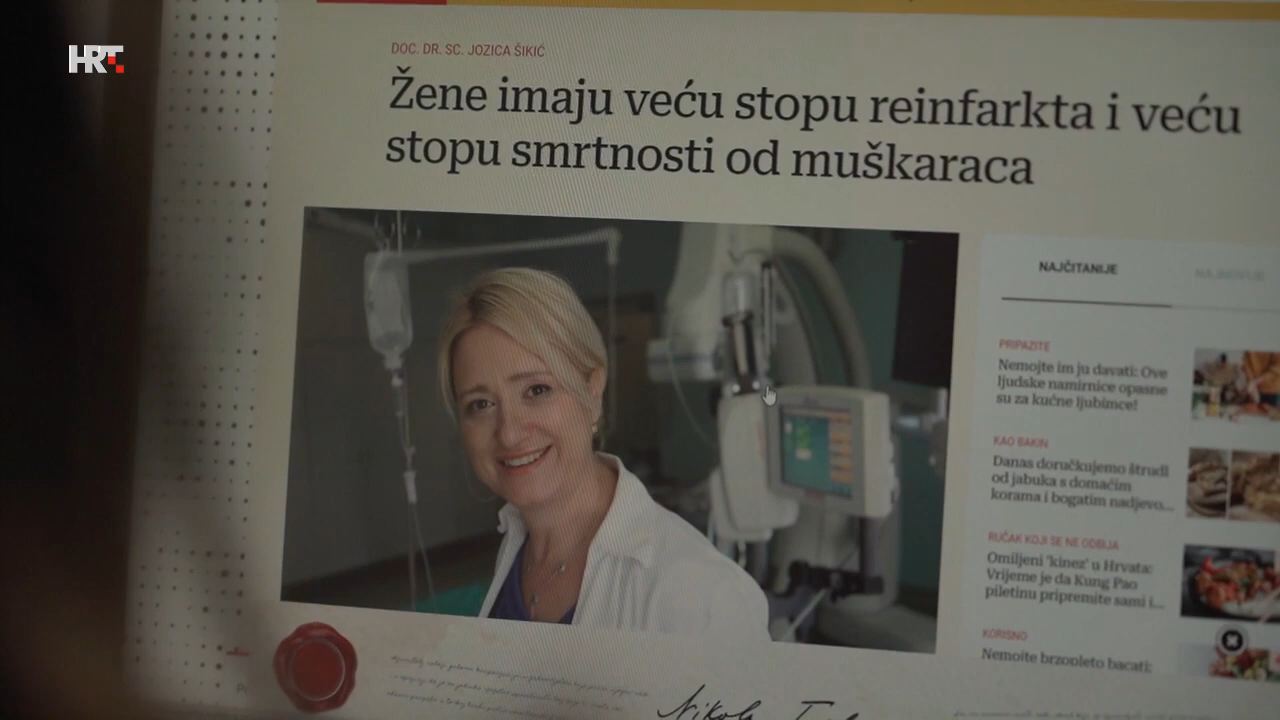 HRT
DOC. DR. SC. JOZICA ŠIKIĆ
Žene imaju veću stopu reinfarkta i veću
stopu smrtnosti od muškaraca
NAJČITANIJE
PRIPAZITE
Nemojte im ju davati: Ove
ljudske namirnice opasne
su za kućne ljubimce!
KAO BAKIN
Danas doručkujemo štrudl
od jabuka s domaćim
korama i bogatim nadjevo...
RUČAK KOJI SE NE ODBIJA
Omiljeni 'kinez' u Hrvata:
Vrijeme je da Kung Pao
piletinu pripremite sami i...
KORISNO
Nemojte brzopleto bacati:
Nikola